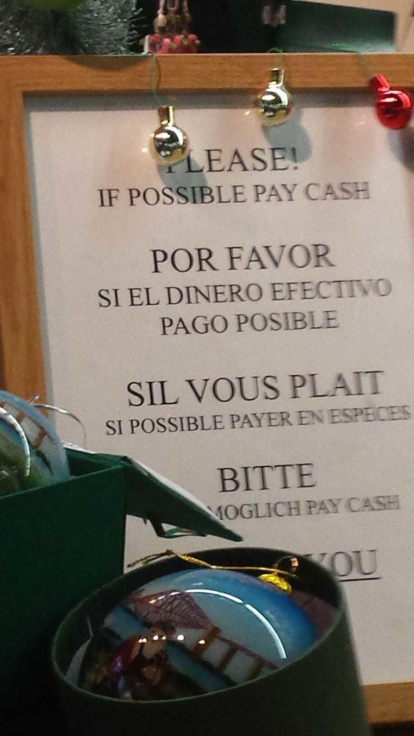 PLEASE!
IF POSSIBLE PAY CASH
POR FAVOR
SI EL DINERO EFECTIVO
PAGO POSIBLE
SIL VOUS PLAIT
SI POSSIBLE PAYER EN ESPECES
BITTE
MOGLICH PAY CASH
YOU